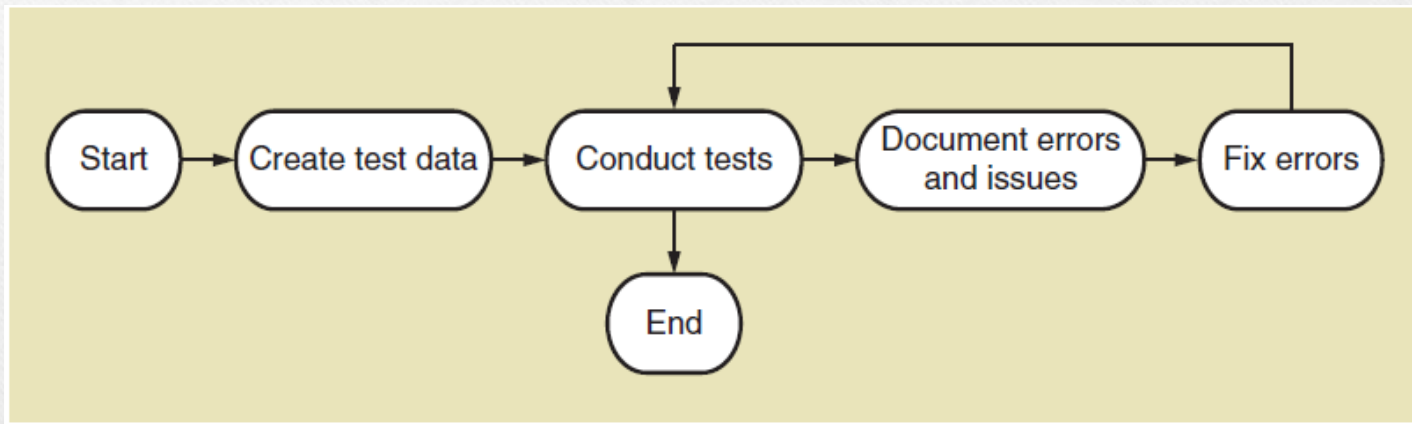 Start
Create test data
Conduct tests
Document errors
and issues
Fix errors
End